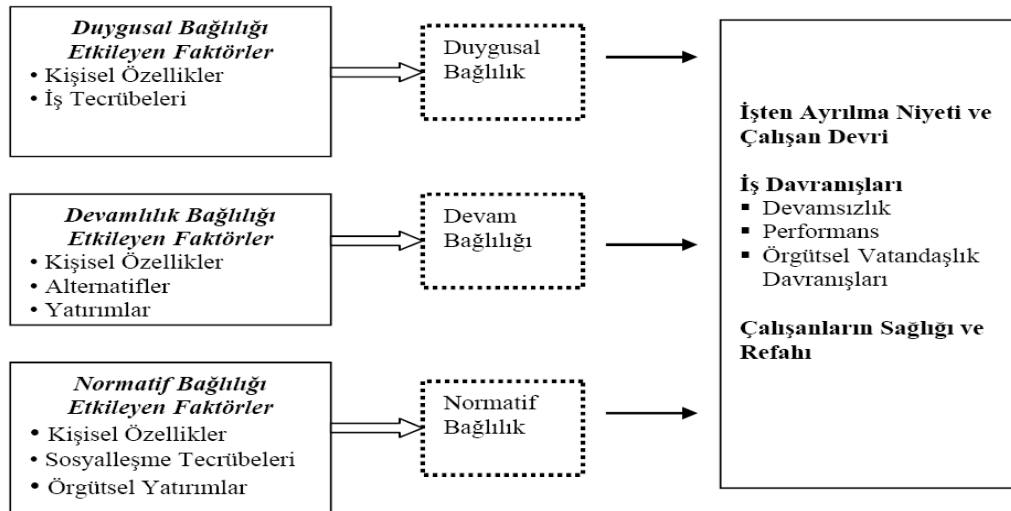 Duygusal Bağlılığı
Etkileyen Faktörler
• Kişisel Özellikler
• İş Tecrübeleri
Duygusal
Bağlılık
Devamlılık Bağlılığı
Etkileyen Faktörler
• Kişisel Özellikler
• Alternatifler
• Yatırımlar
Devam
Bağlılığı
Normatif Bağlılığı
Etkileyen Faktörler
• Kişisel Özellikler
• Sosyalleşme Tecrübeleri
• Örgütsel Yatırımlar
Normatif
Bağlılık
İşten Ayrılma Niyeti ve
Çalışan Devri
İş Davranışları
▪ Devamsızlık
▪ Performans
▪ Örgütsel Vatandaşlık
Davranışları
Çalışanların Sağlığı ve
Refahı